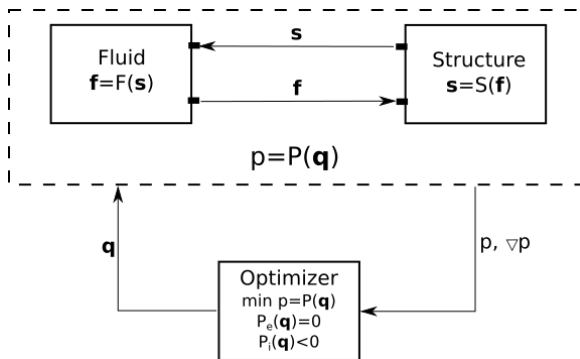 Fluid
f=F(s)
s
f
Structure
s=S(f)
p=P(q)
q
p, ▽p
Optimizer
min p=P(q)
Pₑ(q)=0
Pᵢ(q)<0